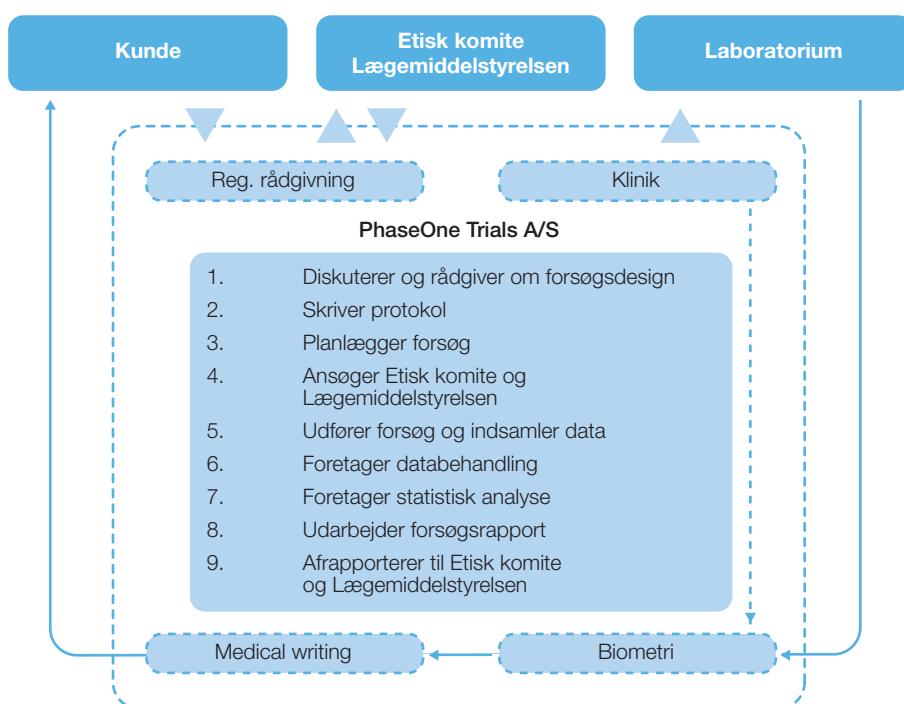 Kunde
Etisk komite
Lægemiddelstyrelsen
Laboratorium
Reg. rådgivning
Klinik
PhaseOne Trials A/S
1. Diskuterer og rådgiver om forsøgsdesign
2. Skriver protokol
3. Planlægger forsøg
4. Ansøger Etisk komite og
Lægemiddelstyrelsen
5. Udfører forsøg og indsamler data
6. Foretager databehandling
7. Foretager statistisk analyse
8. Udarbejder forsøgsrapport
9. Afrapporterer til Etisk komite
og Lægemiddelstyrelsen
Medical writing
Biometri